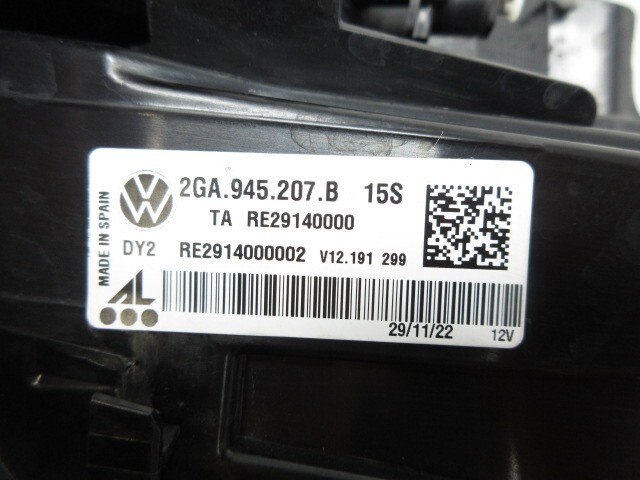 MADE IN SPAIN
2GA.945.207.B 15S
TA RE29140000
DY2 RE2914000002 V12.191 299
AL
29/11/22 12V